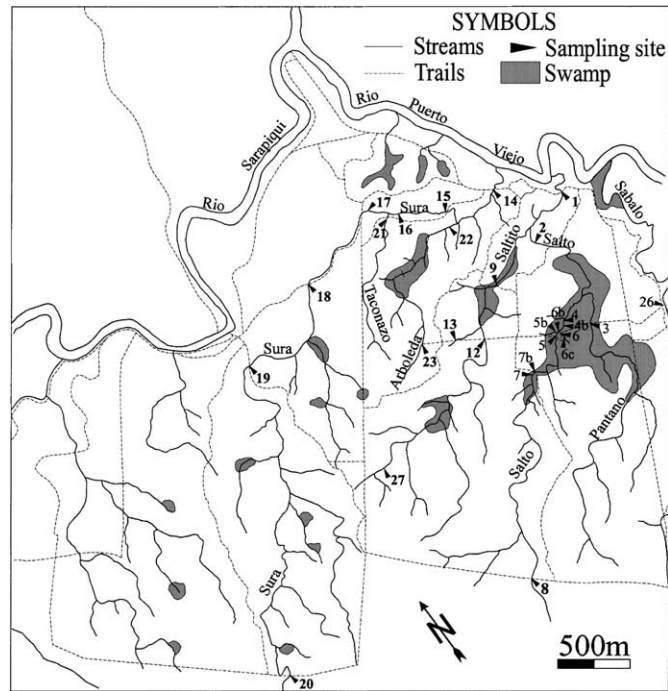 SYMBOLS
Streams
Sampling site
Trails
Swamp
Rio
Puerto
Viejo
Rio
Sarapiqui
Sabalo
17
Sura
15
14
1
21
16
22
2
Salto
Saltito
9
18
Taconazo
26
6b
4
5b
4b
3
13
5
6
Arboleda
12
6c
Sura
23
7b
19
7
Pantano
27
Salto
Sura
8
N
500m
20